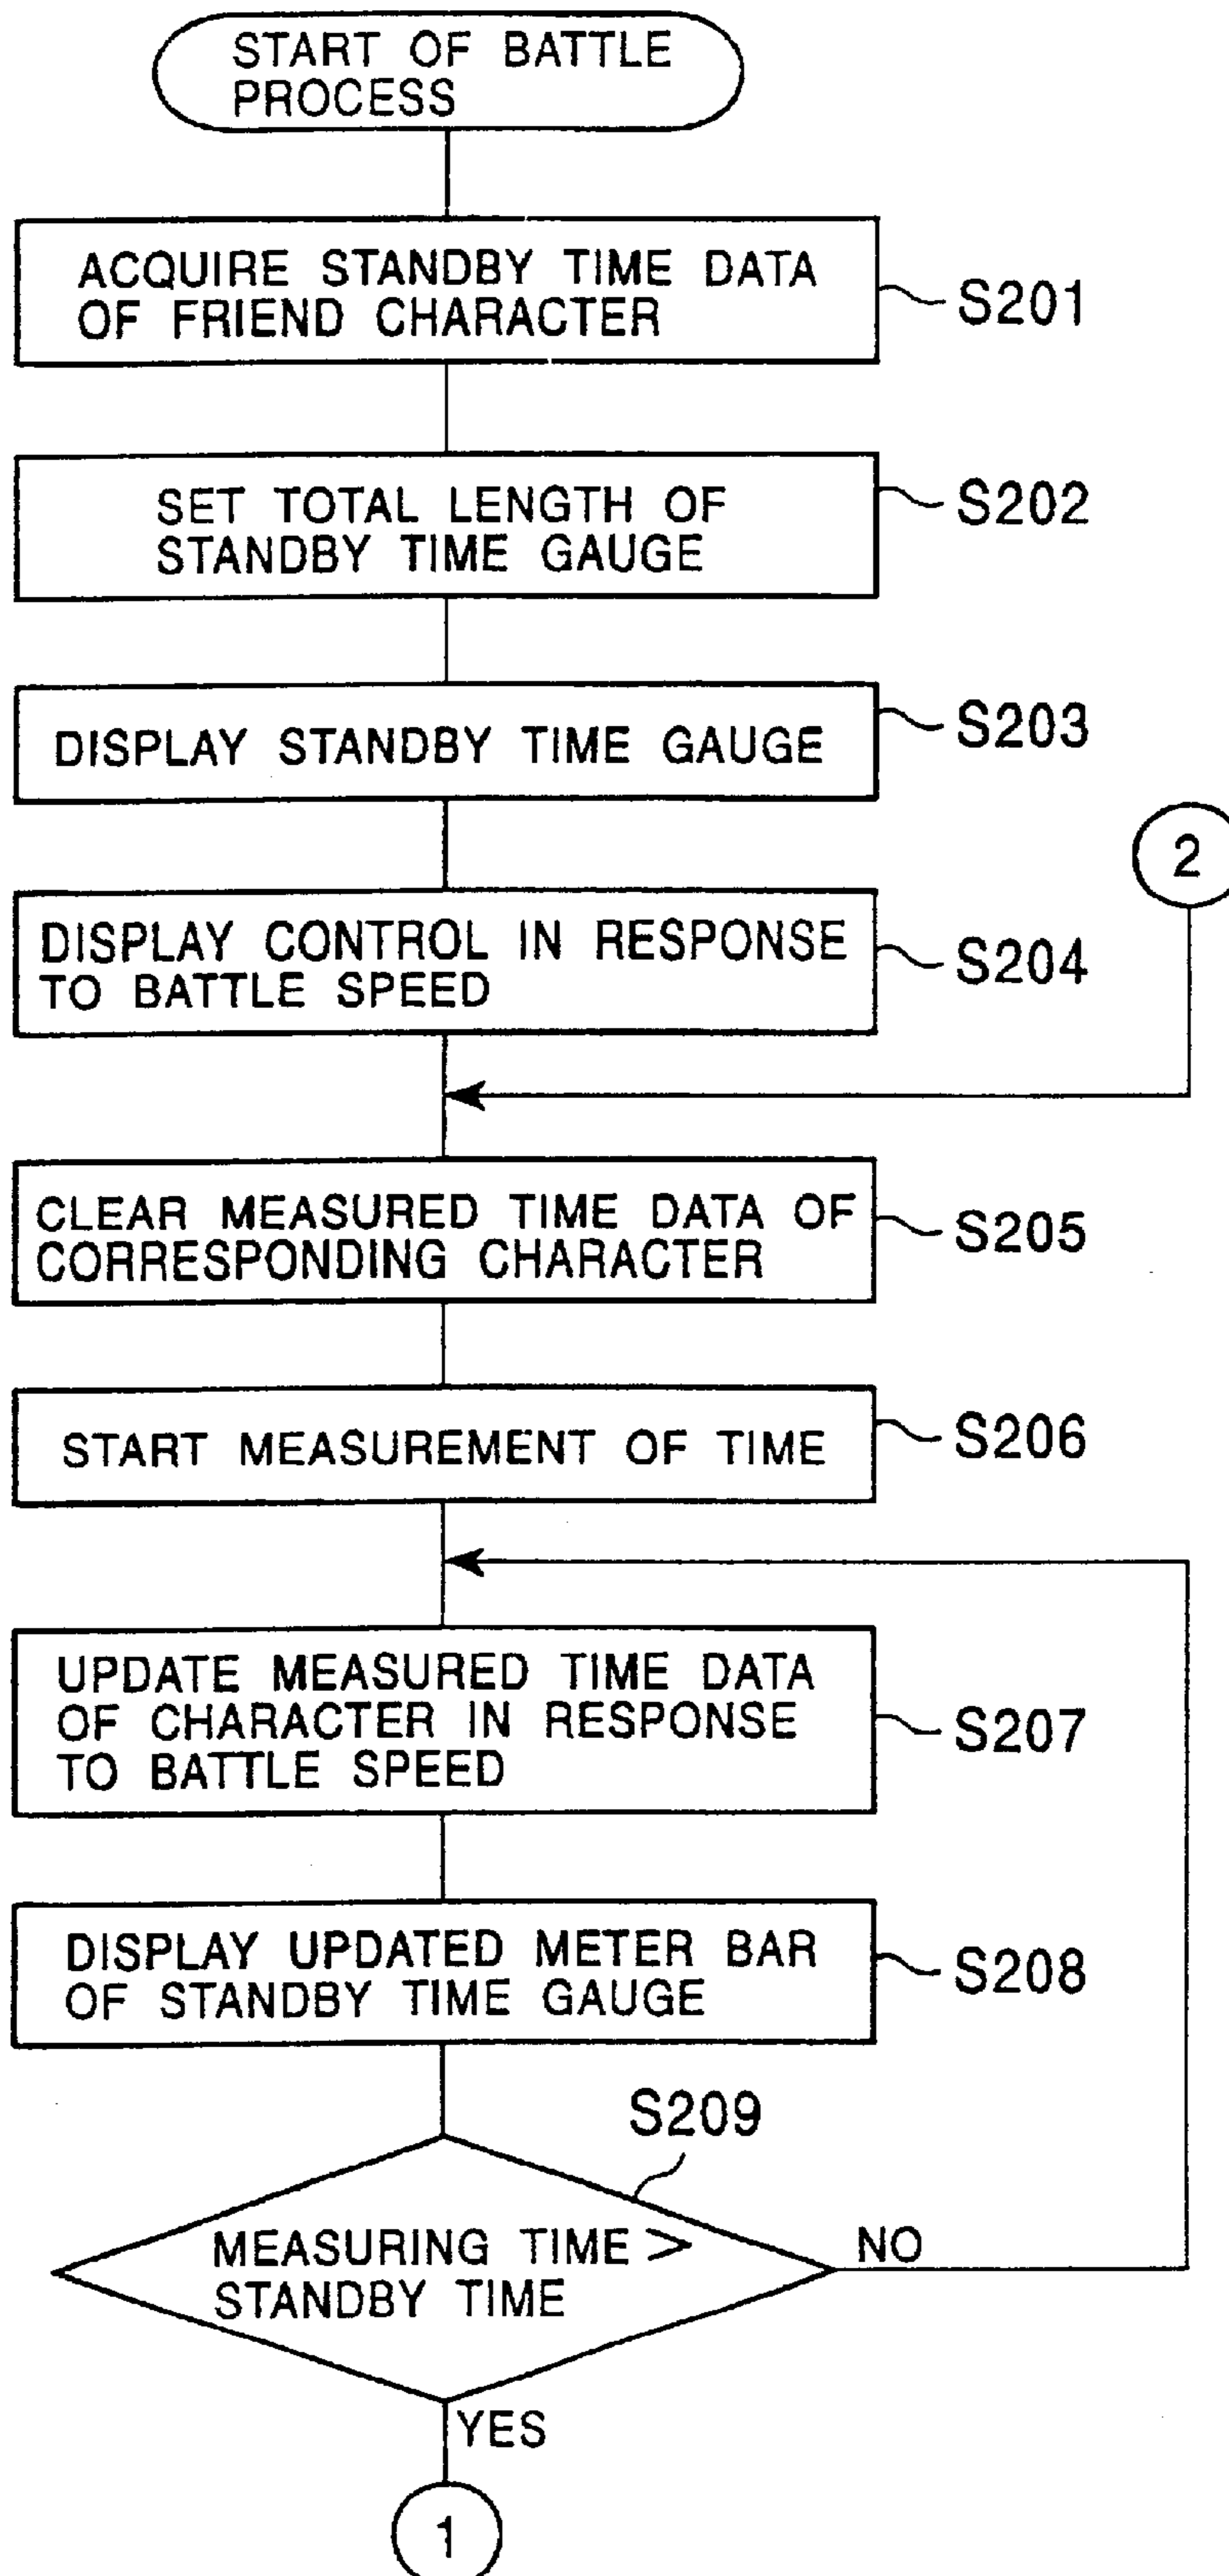 START OF BATTLE
PROCESS
ACQUIRE STANDBY TIME DATA
OF FRIEND CHARACTER
S201
SET TOTAL LENGTH OF
STANDBY TIME GAUGE
S202
DISPLAY STANDBY TIME GAUGE
S203
2
DISPLAY CONTROL IN RESPONSE
TO BATTLE SPEED
S204
CLEAR MEASURED TIME DATA OF
CORRESPONDING CHARACTER
S205
START MEASUREMENT OF TIME
S206
UPDATE MEASURED TIME DATA
OF CHARACTER IN RESPONSE
TO BATTLE SPEED
S207
DISPLAY UPDATED METER BAR
OF STANDBY TIME GAUGE
S208
S209
MEASURING TIME >
STANDBY TIME
NO
YES
1